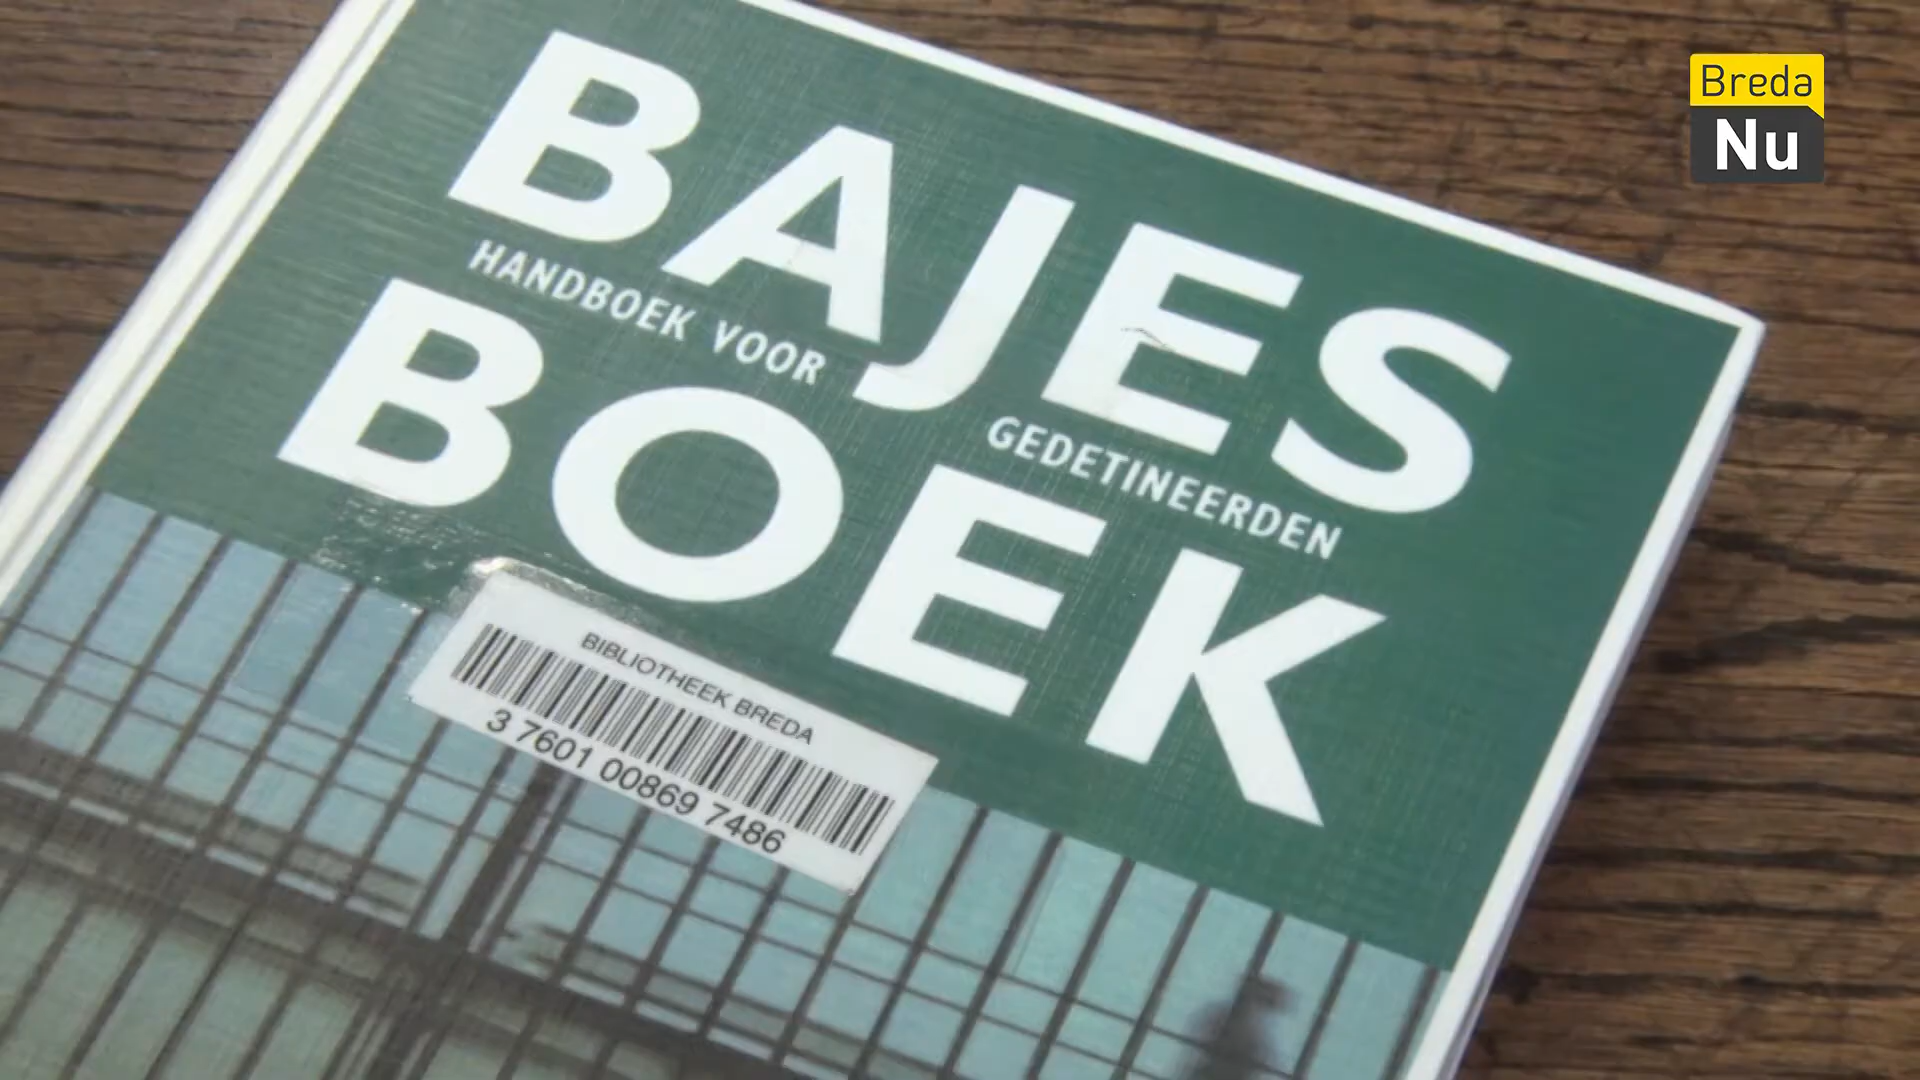 BAJES
HANDBOEK VOOR GEDETINEERDEN
BOEK
BIBLIOTHEEK BREDA
3 7601 00869 7486
Breda
Nu